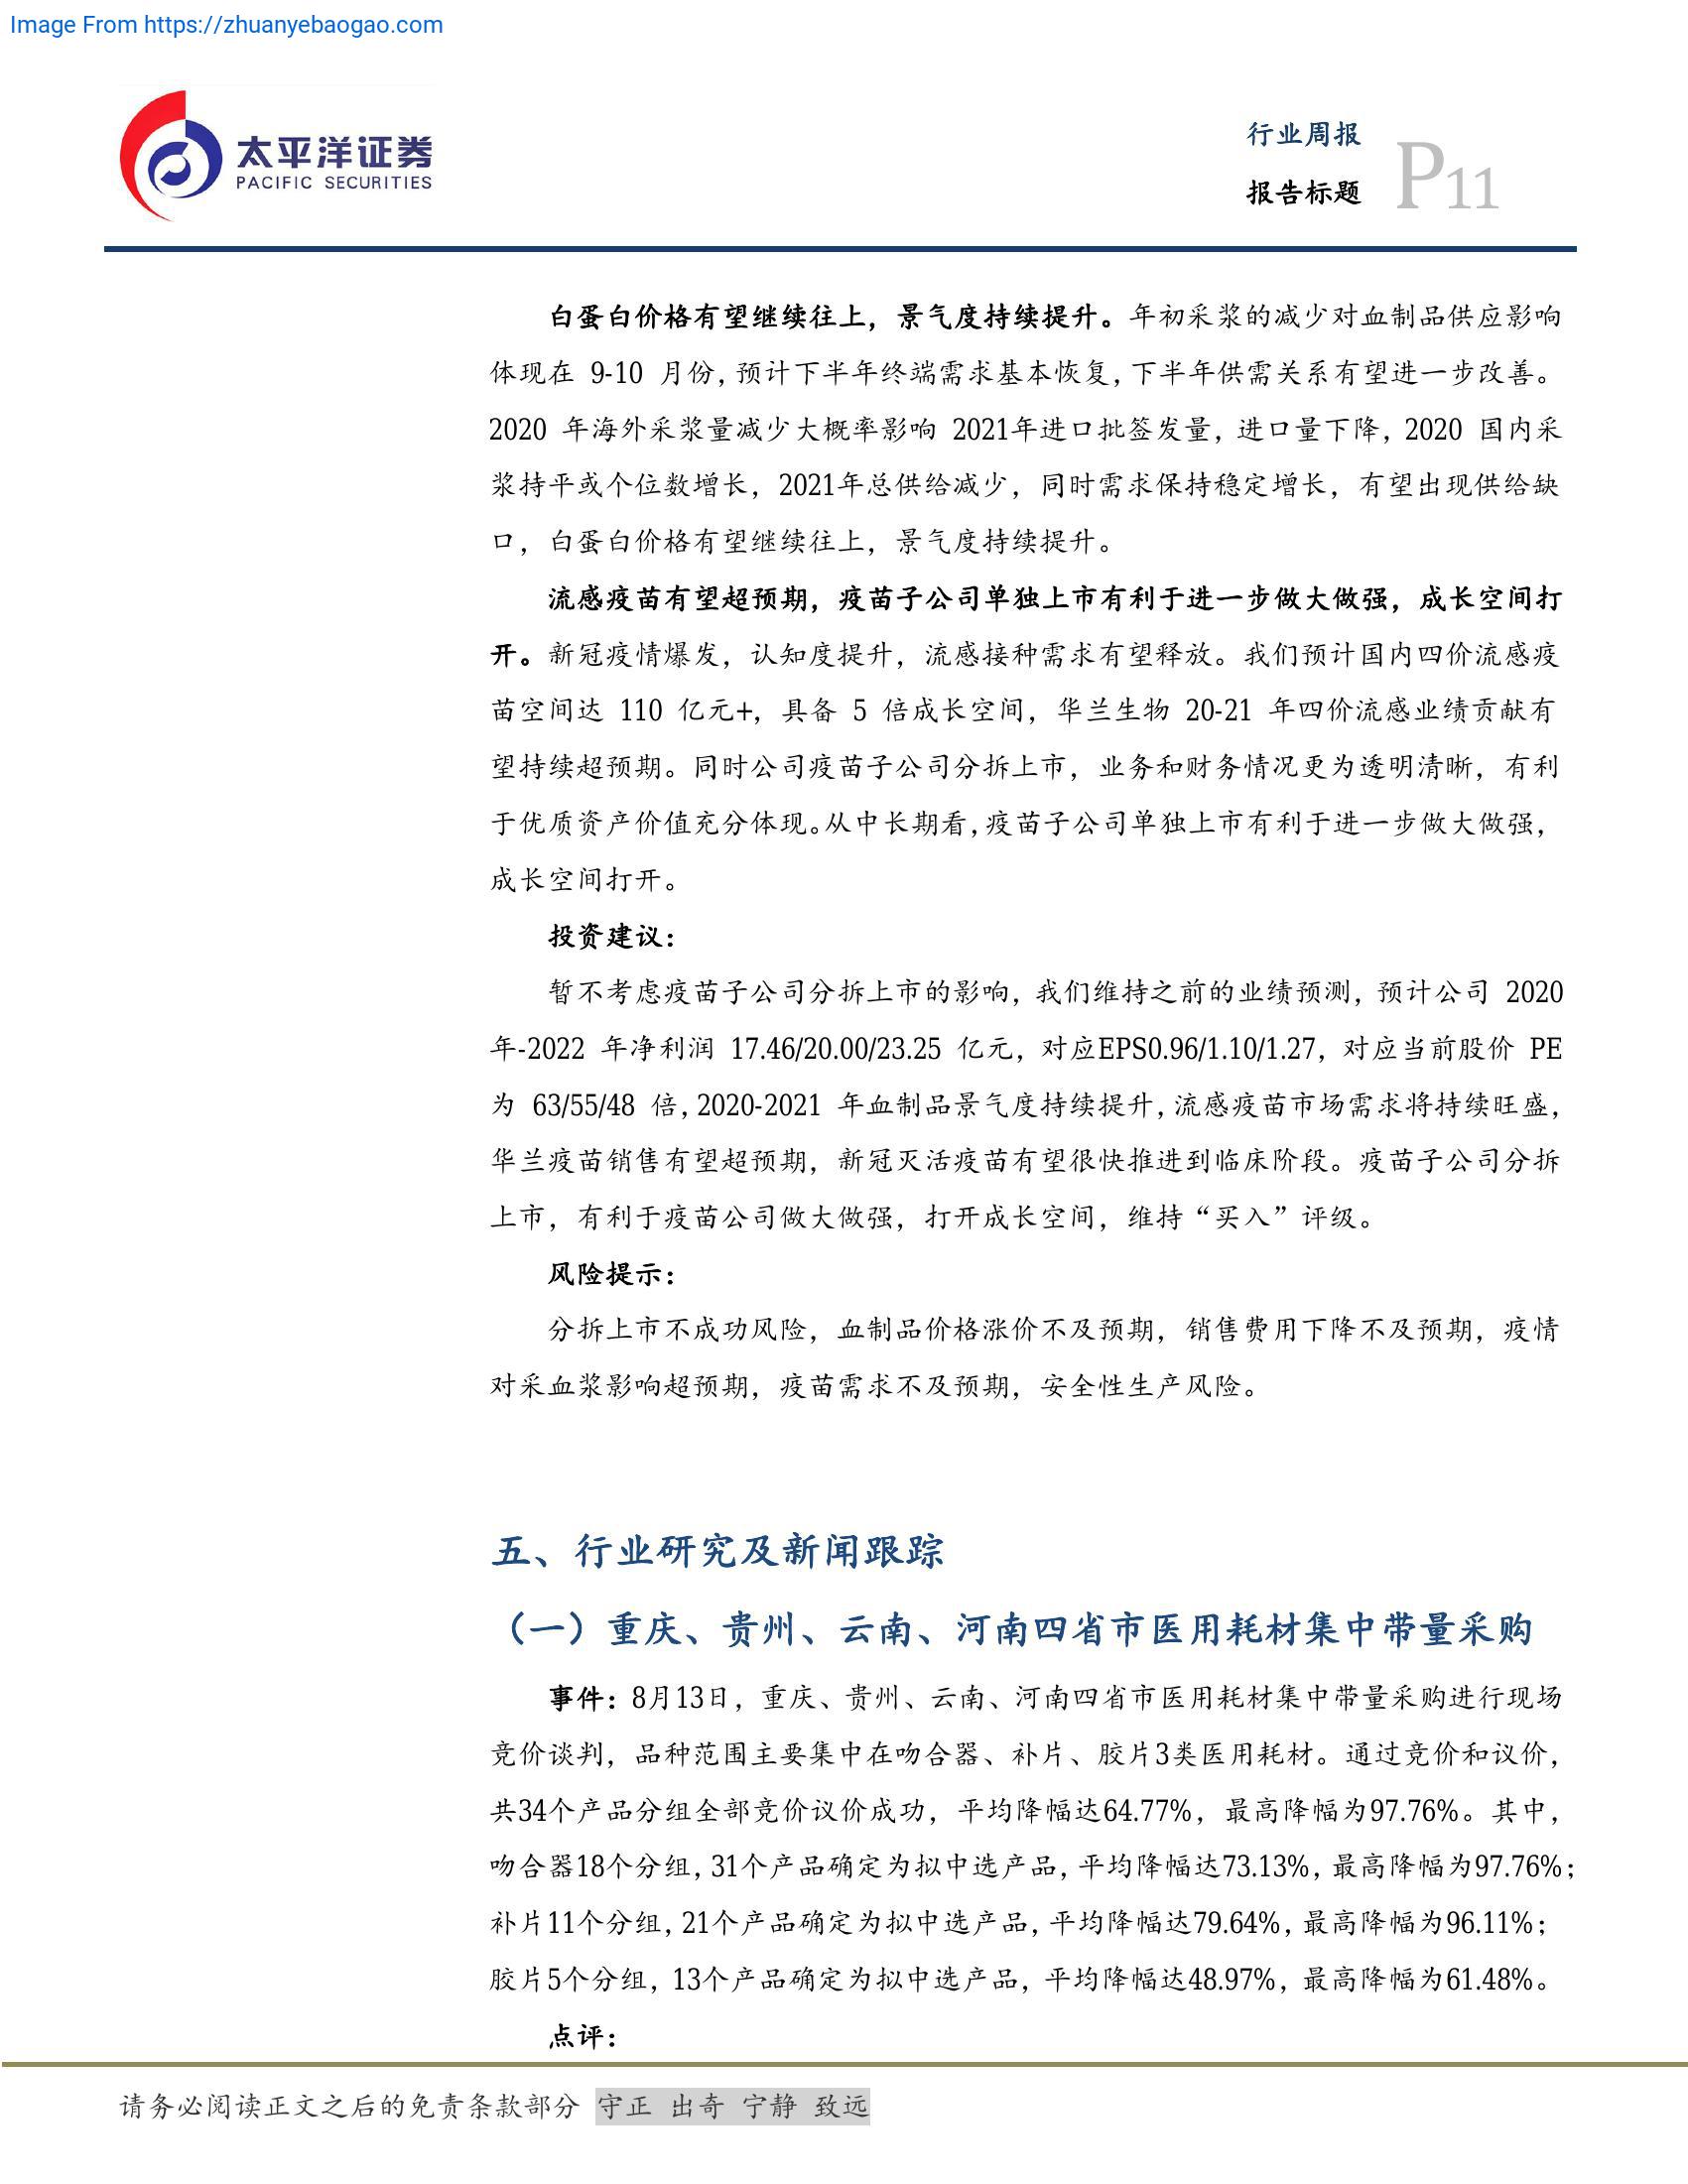 Image From https://zhuanyebaogao.com
太平洋证券
PACIFIC SECURITIES
行业周报
报告标题
P11
白蛋白价格有望继续往上，景气度持续提升。年初采浆的减少对血制品供应影响
体现在 9-10 月份，预计下半年终端需求基本恢复，下半年供需关系有望进一步改善。
2020 年海外采浆量减少大概率影响 2021年进口批签发量，进口量下降，2020 国内采
浆持平或个位数增长，2021年总供给减少，同时需求保持稳定增长，有望出现供给缺
口，白蛋白价格有望继续往上，景气度持续提升。
流感疫苗有望超预期，疫苗子公司单独上市有利于进一步做大做强，成长空间打
开。新冠疫情爆发，认知度提升，流感接种需求有望释放。我们预计国内四价流感疫
苗空间达 110 亿元+，具备 5 倍成长空间，华兰生物 20-21 年四价流感业绩贡献有
望持续超预期。同时公司疫苗子公司分拆上市，业务和财务情况更为透明清晰，有利
于优质资产价值充分体现。从中长期看，疫苗子公司单独上市有利于进一步做大做强，
成长空间打开。
投资建议：
暂不考虑疫苗子公司分拆上市的影响，我们维持之前的业绩预测，预计公司 2020
年-2022 年净利润 17.46/20.00/23.25 亿元，对应EPS0.96/1.10/1.27，对应当前股价 PE
为 63/55/48 倍，2020-2021 年血制品景气度持续提升，流感疫苗市场需求将持续旺盛，
华兰疫苗销售有望超预期，新冠灭活疫苗有望很快推进到临床阶段。疫苗子公司分拆
上市，有利于疫苗公司做大做强，打开成长空间，维持“买入”评级。
风险提示：
分拆上市不成功风险，血制品价格涨价不及预期，销售费用下降不及预期，疫情
对采血浆影响超预期，疫苗需求不及预期，安全性生产风险。
五、行业研究及新闻跟踪
（一）重庆、贵州、云南、河南四省市医用耗材集中带量采购
事件：8月13日，重庆、贵州、云南、河南四省市医用耗材集中带量采购进行现场
竞价谈判，品种范围主要集中在吻合器、补片、胶片3类医用耗材。通过竞价和议价，
共34个产品分组全部竞价议价成功，平均降幅达64.77%，最高降幅为97.76%。其中，
吻合器18个分组，31个产品确定为拟中选产品，平均降幅达73.13%，最高降幅为97.76%；
补片11个分组，21个产品确定为拟中选产品，平均降幅达79.64%，最高降幅为96.11%；
胶片5个分组，13个产品确定为拟中选产品，平均降幅达48.97%，最高降幅为61.48%。
点评：
请务必阅读正文之后的免责条款部分 守正 出奇 宁静 致远